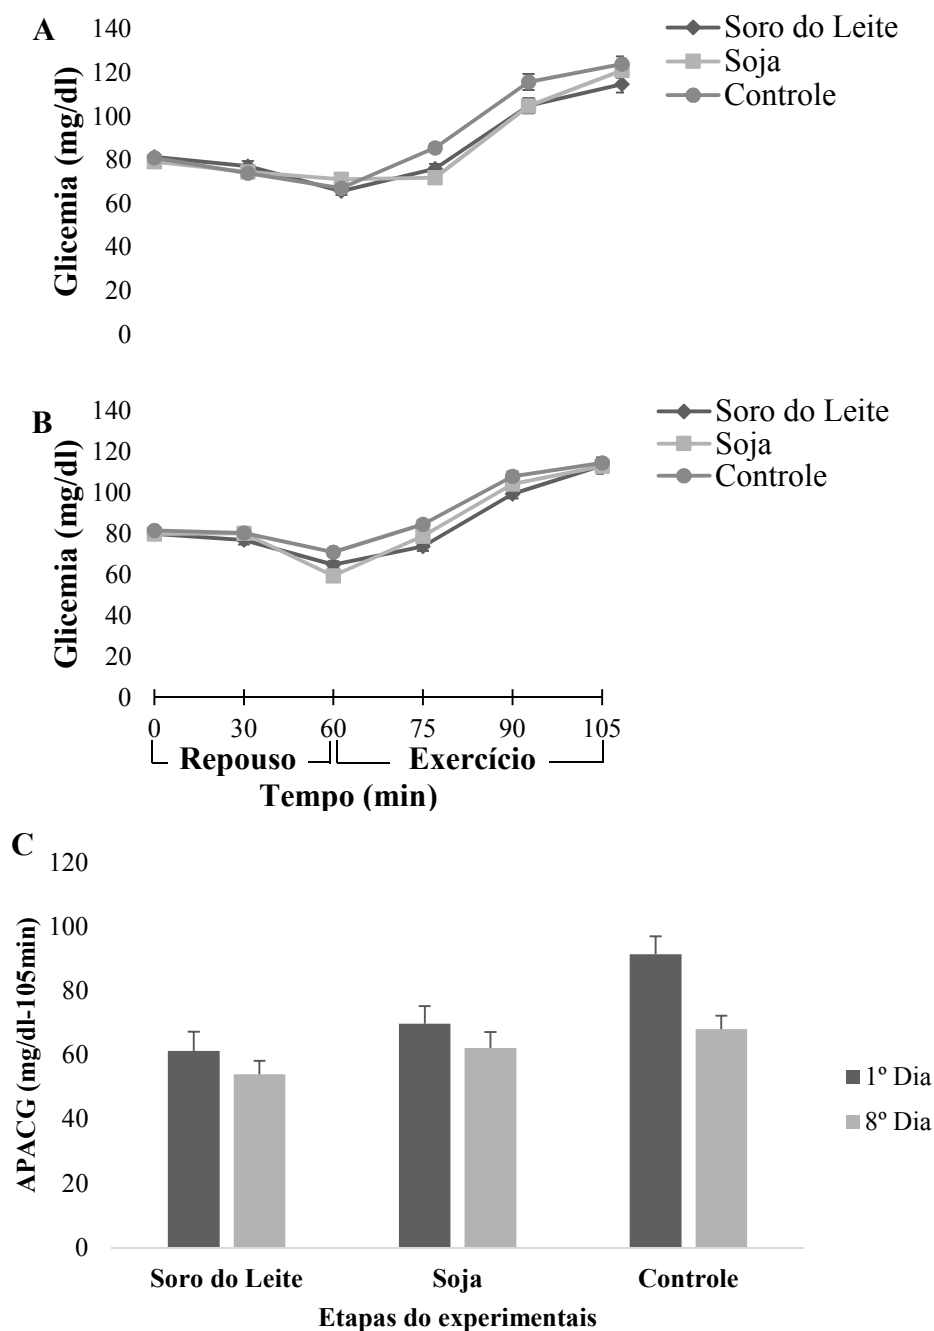 A
Glicemia (mg/dl)
140
120
100
80
60
40
20
0
Soro do Leite
Soja
Controle
B
Glicemia (mg/dl)
140
120
100
80
60
40
20
0
Soro do Leite
Soja
Controle
0 30 60 75 90 105
Repouso Exercício
Tempo (min)
C
APACG (mg/dl-105min)
120
100
80
60
40
20
0
1º Dia
8º Dia
Soro do Leite Soja Controle
Etapas do experimentais